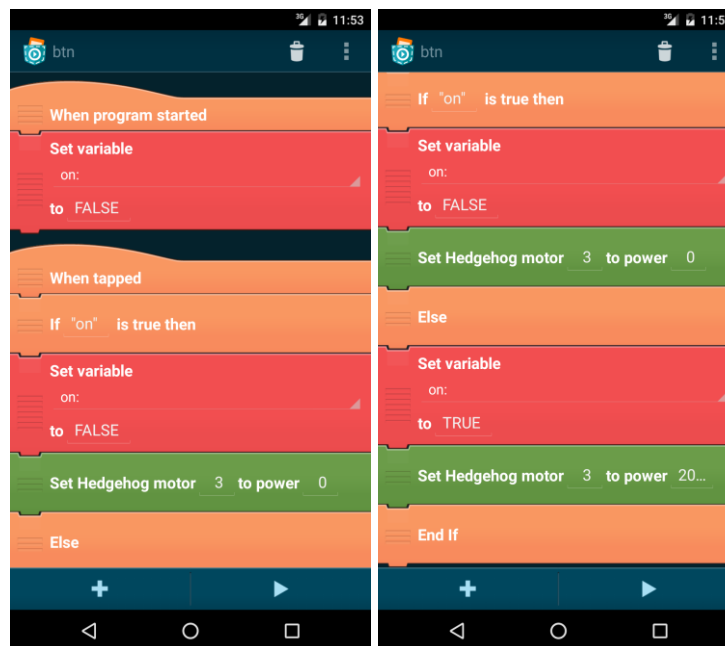 3G 11:53
btn
When program started
Set variable
on:
to FALSE
When tapped
If "on" is true then
Set variable
on:
to FALSE
Set Hedgehog motor 3 to power 0
Else
3G 11:5
btn
If "on" is true then
Set variable
on:
to FALSE
Set Hedgehog motor 3 to power 0
Else
Set variable
on:
to TRUE
Set Hedgehog motor 3 to power 20...
End If